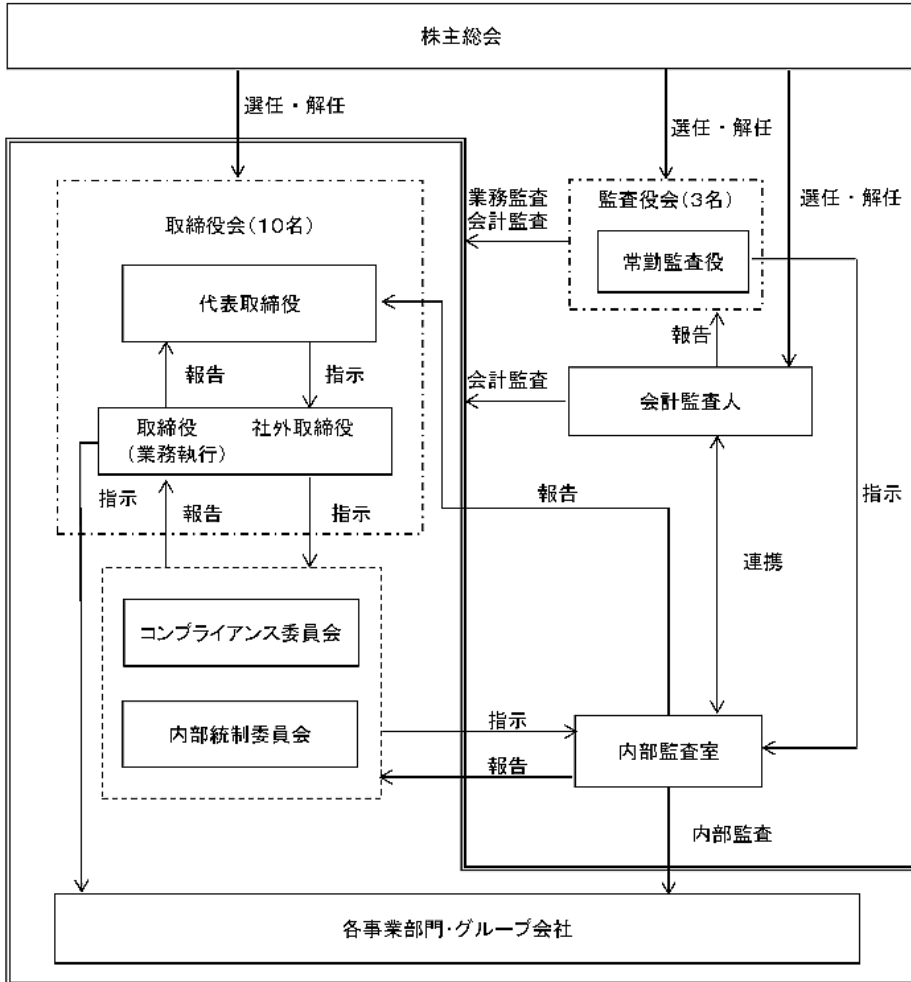 株主総会
選任・解任
選任・解任
選任・解任
取締役会(10名)
業務監査
会計監査
監査役会(3名)
常勤監査役
代表取締役
報告
報告
指示
会計監査
会計監査人
取締役
(業務執行)
社外取締役
指示
報告
指示
報告
指示
連携
コンプライアンス委員会
内部統制委員会
指示
報告
内部監査室
内部監査
各事業部門・グループ会社